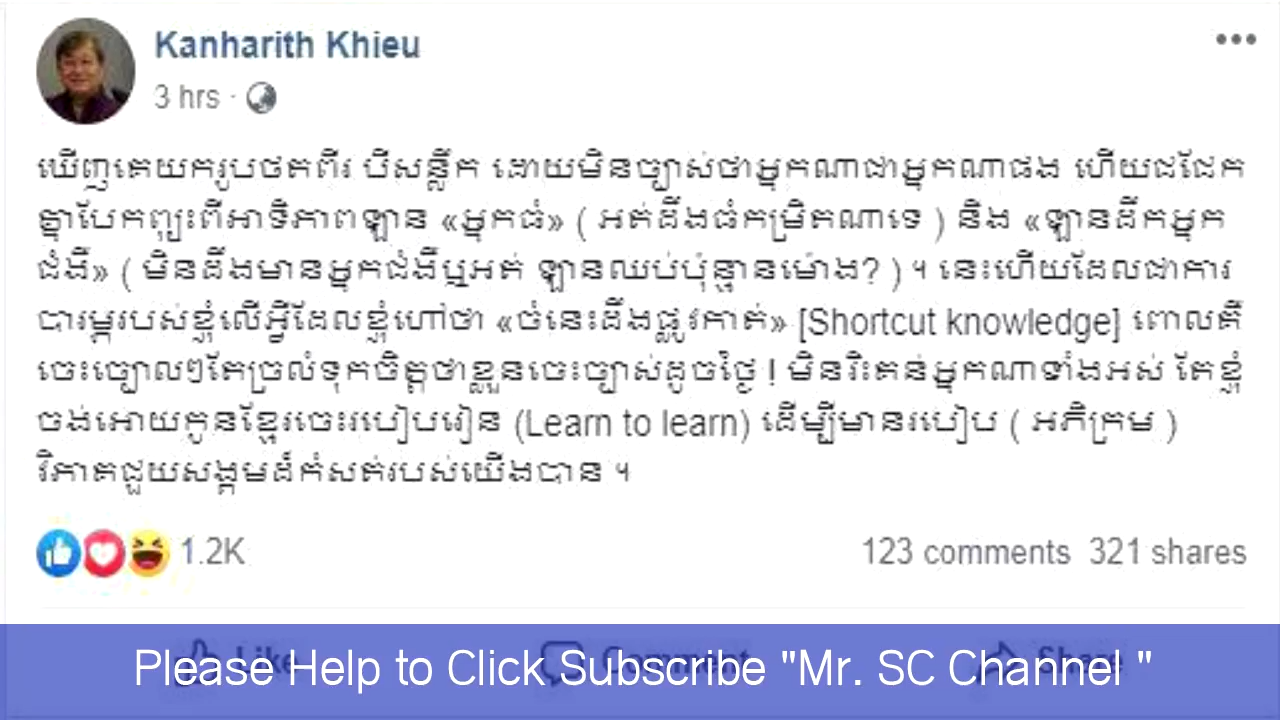 Kanharith Khieu
3 hrs
ឃើញគេយករូបថតពីរ បីសន្លឹក ដោយមិនច្បាស់ថាអ្នកណាជាអ្នកណាផង ហើយជជែក
គ្នាបែកព្យុះពីអាទិភាពឡាន «អ្នកធំ» ( អត់ដឹងធំកម្រិតណាទេ ) និង «ឡានដឹកអ្នក
ជំងឺ» ( មិនដឹងមានអ្នកជំងឺឬអត់ ឡានឈប់ប៉ុន្មានម៉ោង? ) ។ នេះហើយដែលជាការ
បារម្ភរបស់ខ្ញុំលើអ្វីដែលខ្ញុំហៅថា «ចំនេះដឹងផ្លូវកាត់» [Shortcut knowledge] ពោលគឺ
ចេះច្បោលៗតែច្រលំទុកចិត្តថាខ្លួនចេះច្បាស់ដូចថ្ងៃ ! មិនរិះគន់អ្នកណាទាំងអស់ តែខ្ញុំ
ចង់អោយកូនខ្មែរចេះរបៀបរៀន (Learn to learn) ដើម្បីមានរបៀប ( អភិក្រម )
វិភាគជួយសង្គមដ៏កំសត់របស់យើងបាន ។
1.2K
123 comments 321 shares
Like Comment Share
Please Help to Click Subscribe "Mr. SC Channel "